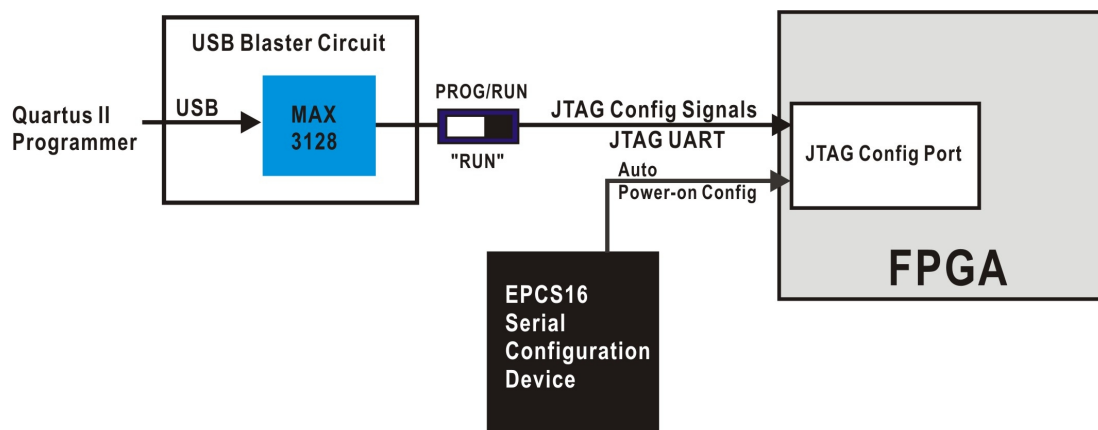 USB Blaster Circuit
Quartus II
Programmer
USB
MAX
3128
PROG/RUN
"RUN"
JTAG Config Signals
JTAG UART
Auto
Power-on Config
JTAG Config Port
FPGA
EPCS16
Serial
Configuration
Device